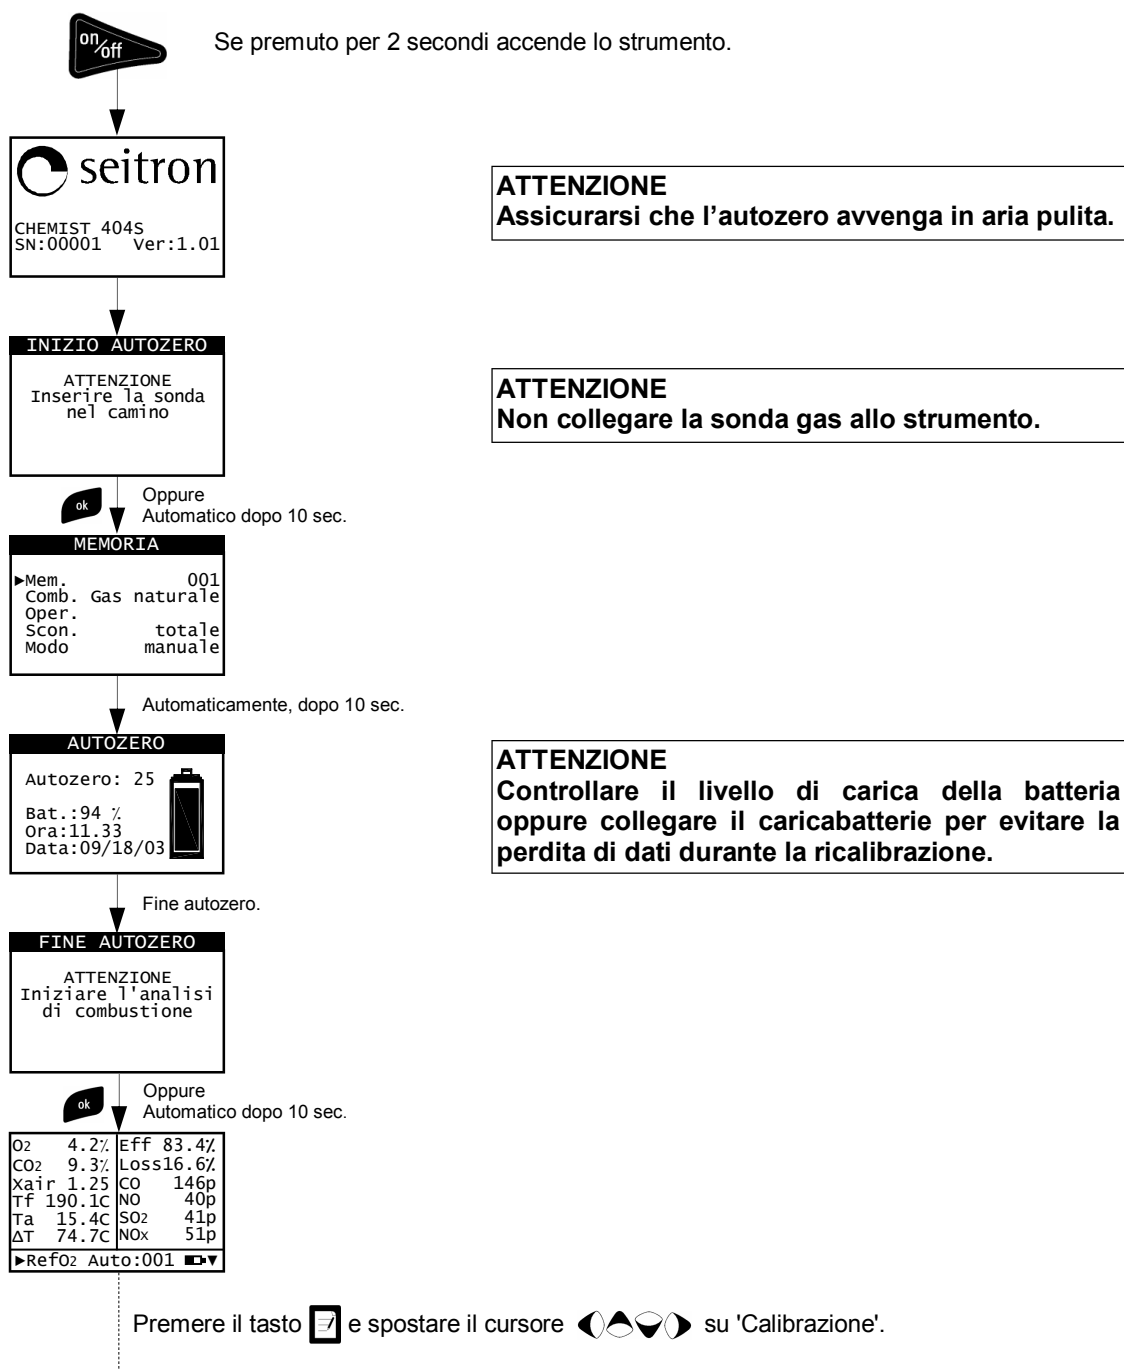 on/off
Se premuto per 2 secondi accende lo strumento.
seitron
CHEMIST 404S
SN:00001 Ver:1.01
ATTENZIONE
Assicurarsi che l'autozero avvenga in aria pulita.
INIZIO AUTOZERO
ATTENZIONE
Inserire la sonda
nel camino
ATTENZIONE
Non collegare la sonda gas allo strumento.
ok
Oppure
Automatico dopo 10 sec.
MEMORIA
►Mem. 001
Comb. Gas naturale
Oper.
Scon. totale
Modo manuale
Automaticamente, dopo 10 sec.
AUTOZERO
Autozero: 25
Bat.:94 %
Ora:11.33
Data:09/18/03
ATTENZIONE
Controllare il livello di carica della batteria
oppure collegare il caricabatterie per evitare la
perdita di dati durante la ricalibrazione.
Fine autozero.
FINE AUTOZERO
ATTENZIONE
Iniziare l'analisi
di combustione
ok
Oppure
Automatico dopo 10 sec.
O2 4.2% Eff 83.4%
CO2 9.3% Loss16.6%
Xair 1.25 CO 146p
Tf 190.1C NO 40p
Ta 15.4C SO2 41p
ΔT 74.7C NOx 51p
►RefO2 Auto:001 ▼
Premere il tasto e spostare il cursore su 'Calibrazione'.